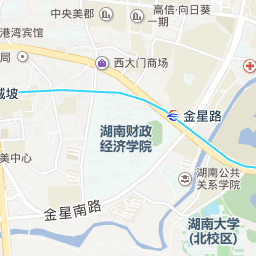 中央美郡
高信·向日葵
港湾宾馆
局
西大门商场
城坡
金星路
湖南财政
经济学院
美中心
湖南公共
关系学院
金星南路
湖南大学
(北校区)